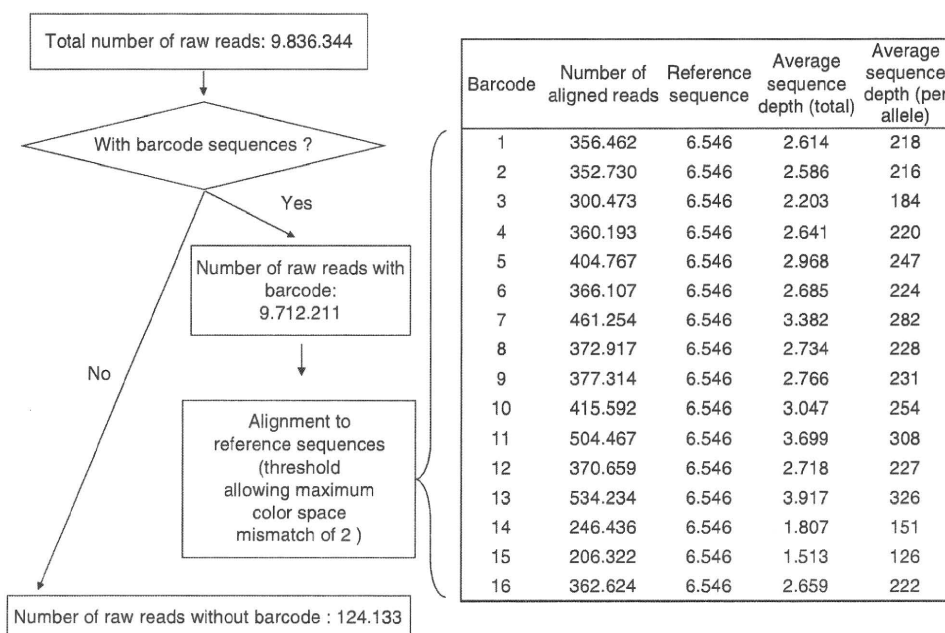 Total number of raw reads: 9.836.344
With barcode sequences ?
Yes
No
Number of raw reads with
barcode:
9.712.211
Alignment to
reference sequences
(threshold
allowing maximum
color space
mismatch of 2 )
Number of raw reads without barcode : 124.133
Barcode Number of aligned reads Reference sequence Average sequence depth (total) Average sequence depth (per allele)
1 356.462 6.546 2.614 218
2 352.730 6.546 2.586 216
3 300.473 6.546 2.203 184
4 360.193 6.546 2.641 220
5 404.767 6.546 2.968 247
6 366.107 6.546 2.685 224
7 461.254 6.546 3.382 282
8 372.917 6.546 2.734 228
9 377.314 6.546 2.766 231
10 415.592 6.546 3.047 254
11 504.467 6.546 3.699 308
12 370.659 6.546 2.718 227
13 534.234 6.546 3.917 326
14 246.436 6.546 1.807 151
15 206.322 6.546 1.513 126
16 362.624 6.546 2.659 222